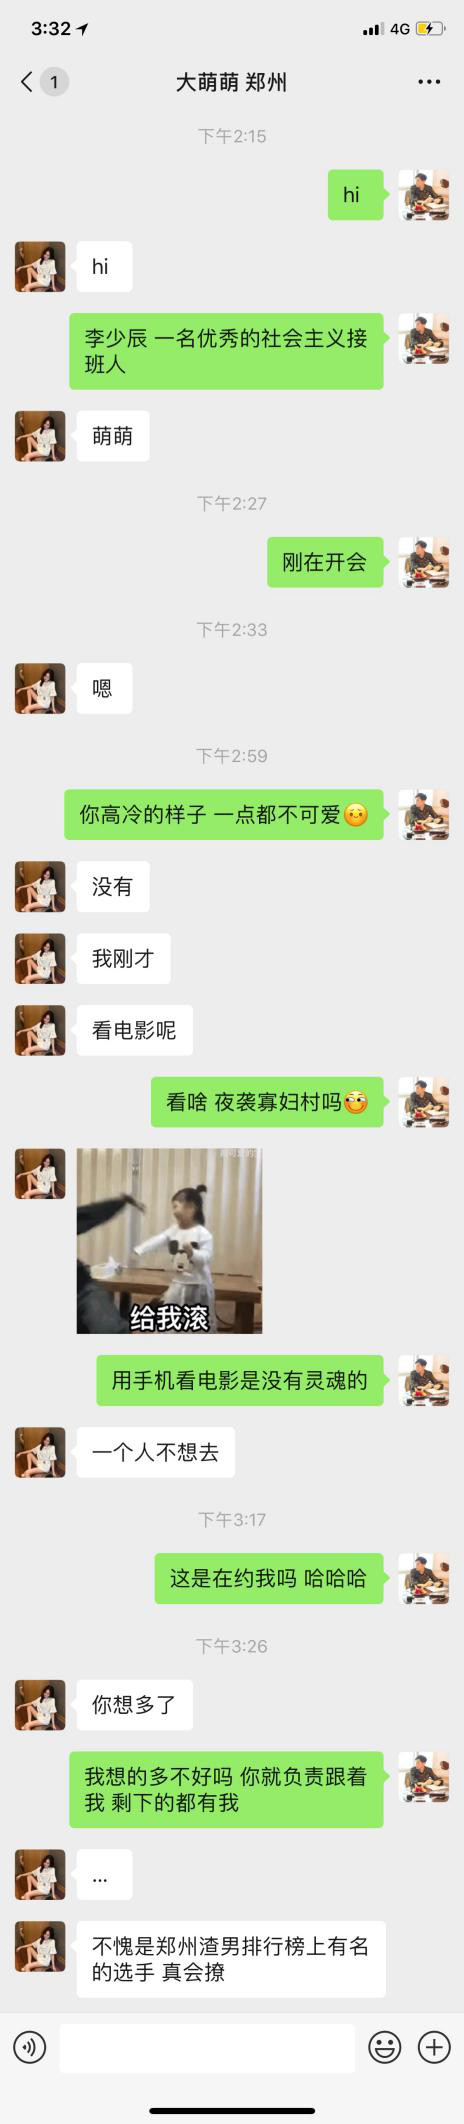 3:32
4G
1
大萌萌 郑州
下午2:15
hi
hi
李少辰 一名优秀的社会主义接
班人
萌萌
下午2:27
刚在开会
下午2:33
嗯
下午2:59
你高冷的样子 一点都不可爱😊
没有
我刚才
看电影呢
看啥 夜袭寡妇村吗
给我滚
用手机看电影是没有灵魂的
一个人不想去
下午3:17
这是在约我吗 哈哈哈
下午3:26
你想多了
我想的多不好吗 你就负责跟着
我 剩下的都有我
...
不愧是郑州渣男排行榜上有名
的选手 真会撩